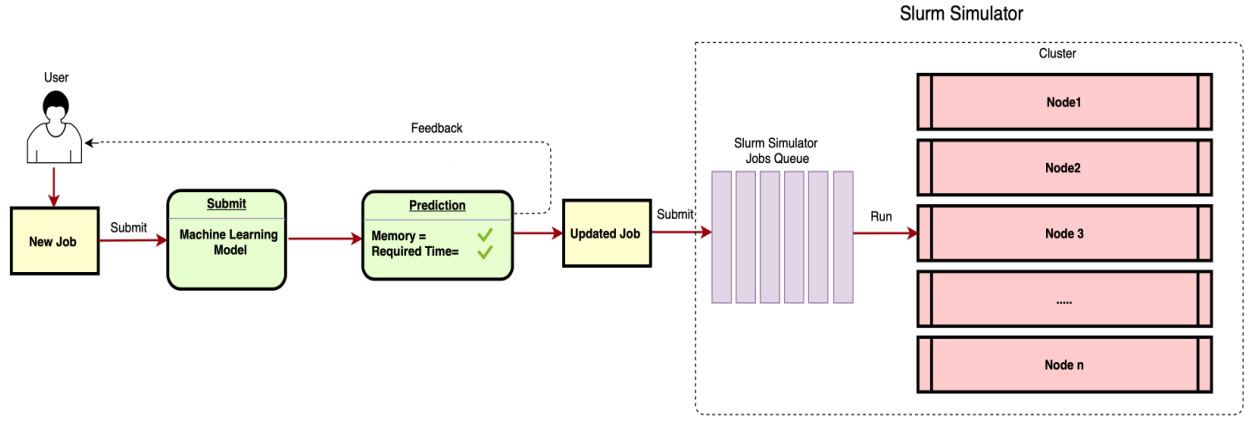 Slurm Simulator
Cluster
User
Feedback
New Job
Submit
Submit
Machine Learning
Model
Prediction
Memory =
Required Time=
Updated Job
Submit
Slurm Simulator
Jobs Queue
Run
Node1
Node2
Node 3
.....
Node n